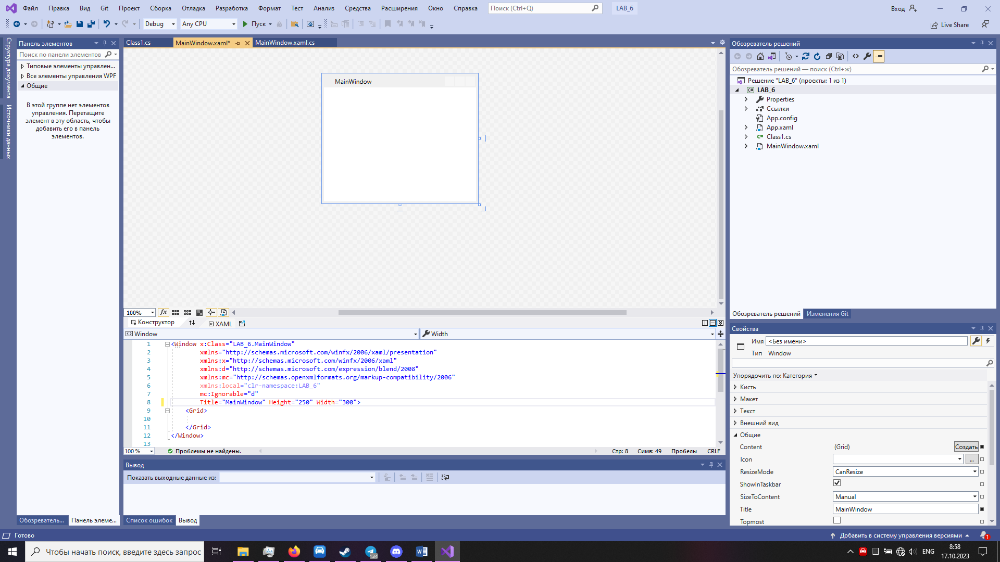 Файл Правка Вид Git Проект Сборка Отладка Разработка Формат Тест Анализ Средства Расширения Окно Справка Поиск (Ctrl+Q) LAB_6 Вход
Debug Any CPU Пуск Live Share
Структура документа
Источники данных
Панель элементов
Поиск по панели элементов
Типовые элементы управлен...
Все элементы управления WPF
Общие
В этой группе нет элементов
управления. Перетащите
элемент в эту область, чтобы
добавить его в панель
элементов.
Обозреватель... Панель элеме...
Class1.cs MainWindow.xaml* MainWindow.xaml.cs
MainWindow
100% fx
Конструктор XAML
Window Width
1 <Window x:Class="LAB_6.MainWindow"
2 xmlns="http://schemas.microsoft.com/winfx/2006/xaml/presentation"
3 xmlns:x="http://schemas.microsoft.com/winfx/2006/xaml"
4 xmlns:d="http://schemas.microsoft.com/expression/blend/2008"
5 xmlns:mc="http://schemas.openxmlformats.org/markup-compatibility/2006"
6 xmlns:local="clr-namespace:LAB_6"
7 mc:Ignorable="d"
8 Title="MainWindow" Height="250" Width="300">
9 <Grid>
10
11 </Grid>
12 </Window>
13
100 % Проблемы не найдены. Стр: 8 Симв: 49 Пробелы CRLF
Вывод
Показать выходные данные из:
Список ошибок Вывод
Обозреватель решений
Обозреватель решений — поиск (Ctrl+ж)
Решение "LAB_6" (проекты: 1 из 1)
C# LAB_6
Properties
Ссылки
App.config
App.xaml
C# Class1.cs
MainWindow.xaml
Обозреватель решений Изменения Git
Свойства
Имя <Без имени>
Тип Window
Упорядочить по: Категория
Кисть
Макет
Текст
Внешний вид
Общие
Content (Grid) Создать
Icon ...
ResizeMode CanResize
ShowInTaskbar
SizeToContent Manual
Title MainWindow
Topmost
Готово Добавить в систему управления версиями 1
Чтобы начать поиск, введите здесь запрос 134 ENG 8:58
17.10.2023